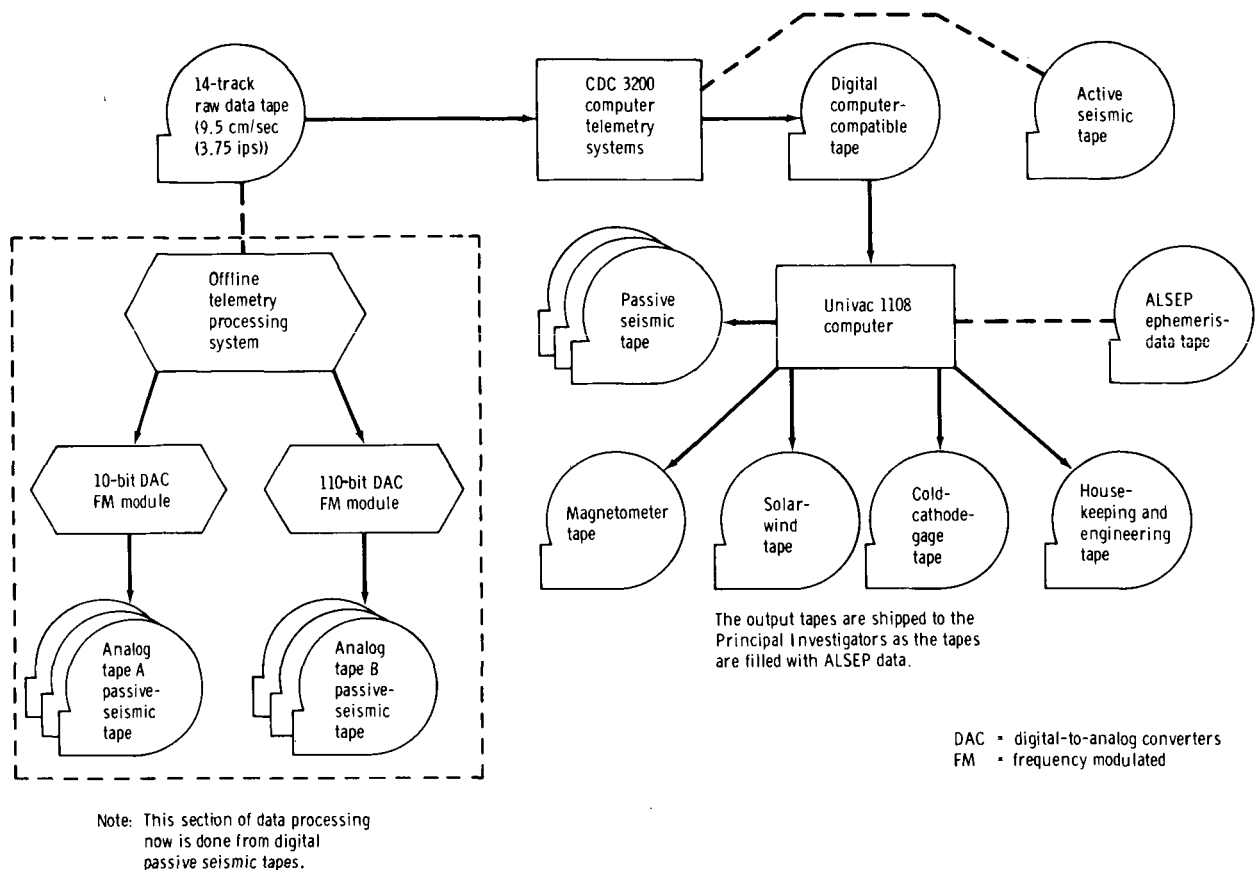 14-track
raw data tape
(9.5 cm/sec
(3.75 ips))
CDC 3200
computer
telemetry
systems
Digital
computer-
compatible
tape
Active
seismic
tape
Offline
telemetry
processing
system
Passive
seismic
tape
Univac 1108
computer
ALSEP
ephemeris-
data tape
10-bit DAC
FM module
110-bit DAC
FM module
Magnetometer
tape
Solar-
wind
tape
Cold-
cathode-
gage
tape
House-
keeping and
engineering
tape
Analog
tape A
passive-
seismic
tape
Analog
tape B
passive-
seismic
tape
The output tapes are shipped to the
Principal Investigators as the tapes
are filled with ALSEP data.
DAC = digital-to-analog converters
FM = frequency modulated
Note: This section of data processing
now is done from digital
passive seismic tapes.